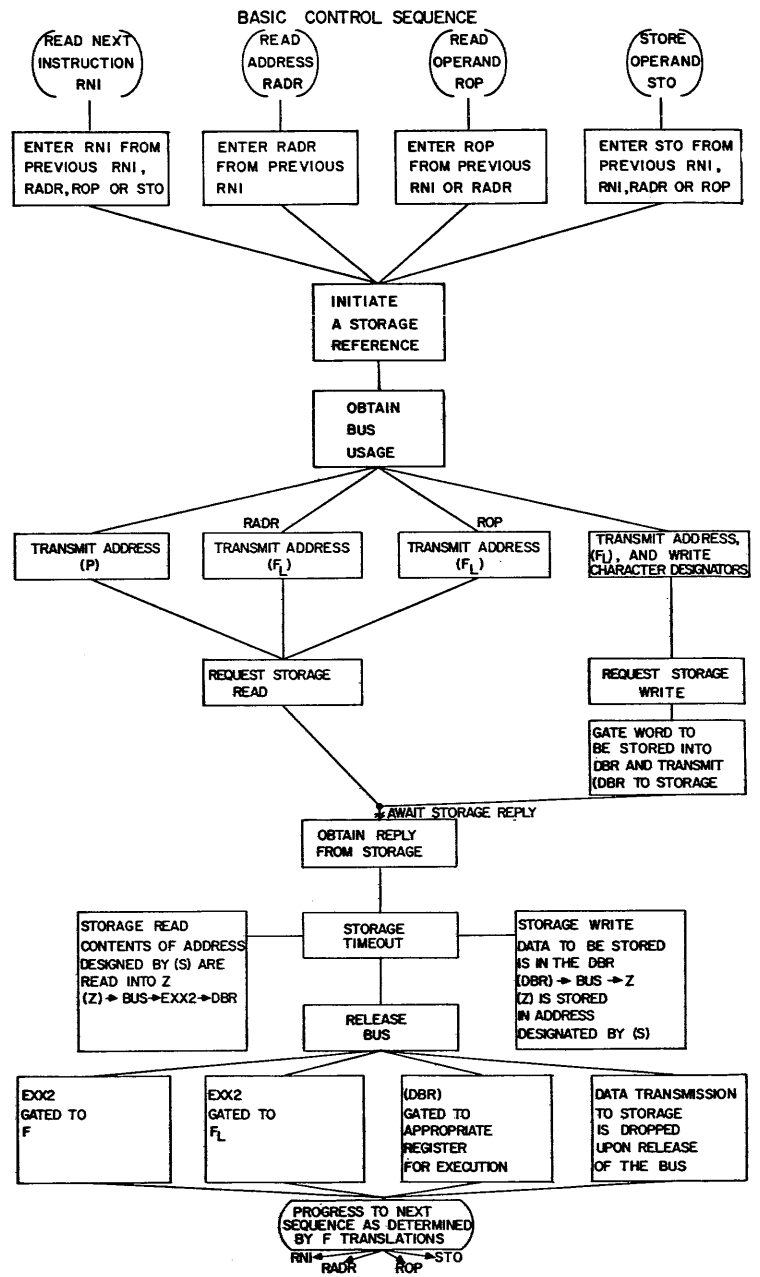 BASIC CONTROL SEQUENCE
(READ NEXT
INSTRUCTION
RNI)
(READ
ADDRESS
RADR)
(READ
OPERAND
ROP)
(STORE
OPERAND
STO)
ENTER RNI FROM
PREVIOUS RNI,
RADR, ROP OR STO
ENTER RADR
FROM PREVIOUS
RNI
ENTER ROP
FROM PREVIOUS
RNI OR RADR
ENTER STO FROM
PREVIOUS RNI,
RNI, RADR OR ROP
INITIATE
A STORAGE
REFERENCE
OBTAIN
BUS
USAGE
RADR
ROP
TRANSMIT ADDRESS
(P)
TRANSMIT ADDRESS
(FL)
TRANSMIT ADDRESS
(FL)
TRANSMIT ADDRESS,
(FL), AND WRITE
CHARACTER DESIGNATORS
REQUEST STORAGE
READ
REQUEST STORAGE
WRITE
GATE WORD TO
BE STORED INTO
DBR AND TRANSMIT
(DBR TO STORAGE
* AWAIT STORAGE REPLY
OBTAIN REPLY
FROM STORAGE
STORAGE READ
CONTENTS OF ADDRESS
DESIGNED BY (S) ARE
READ INTO Z
(Z)→ BUS→EXX2→DBR
STORAGE
TIMEOUT
STORAGE WRITE
DATA TO BE STORED
IS IN THE DBR
(DBR)→ BUS → Z
(Z) IS STORED
IN ADDRESS
DESIGNATED BY (S)
RELEASE
BUS
EXX2
GATED TO
F
EXX2
GATED TO
FL
(DBR)
GATED TO
APPROPRIATE
REGISTER
FOR EXECUTION
DATA TRANSMISSION
TO STORAGE
IS DROPPED
UPON RELEASE
OF THE BUS
PROGRESS TO NEXT
SEQUENCE AS DETERMINED
BY F TRANSLATIONS
RNI
RADR
ROP
STO